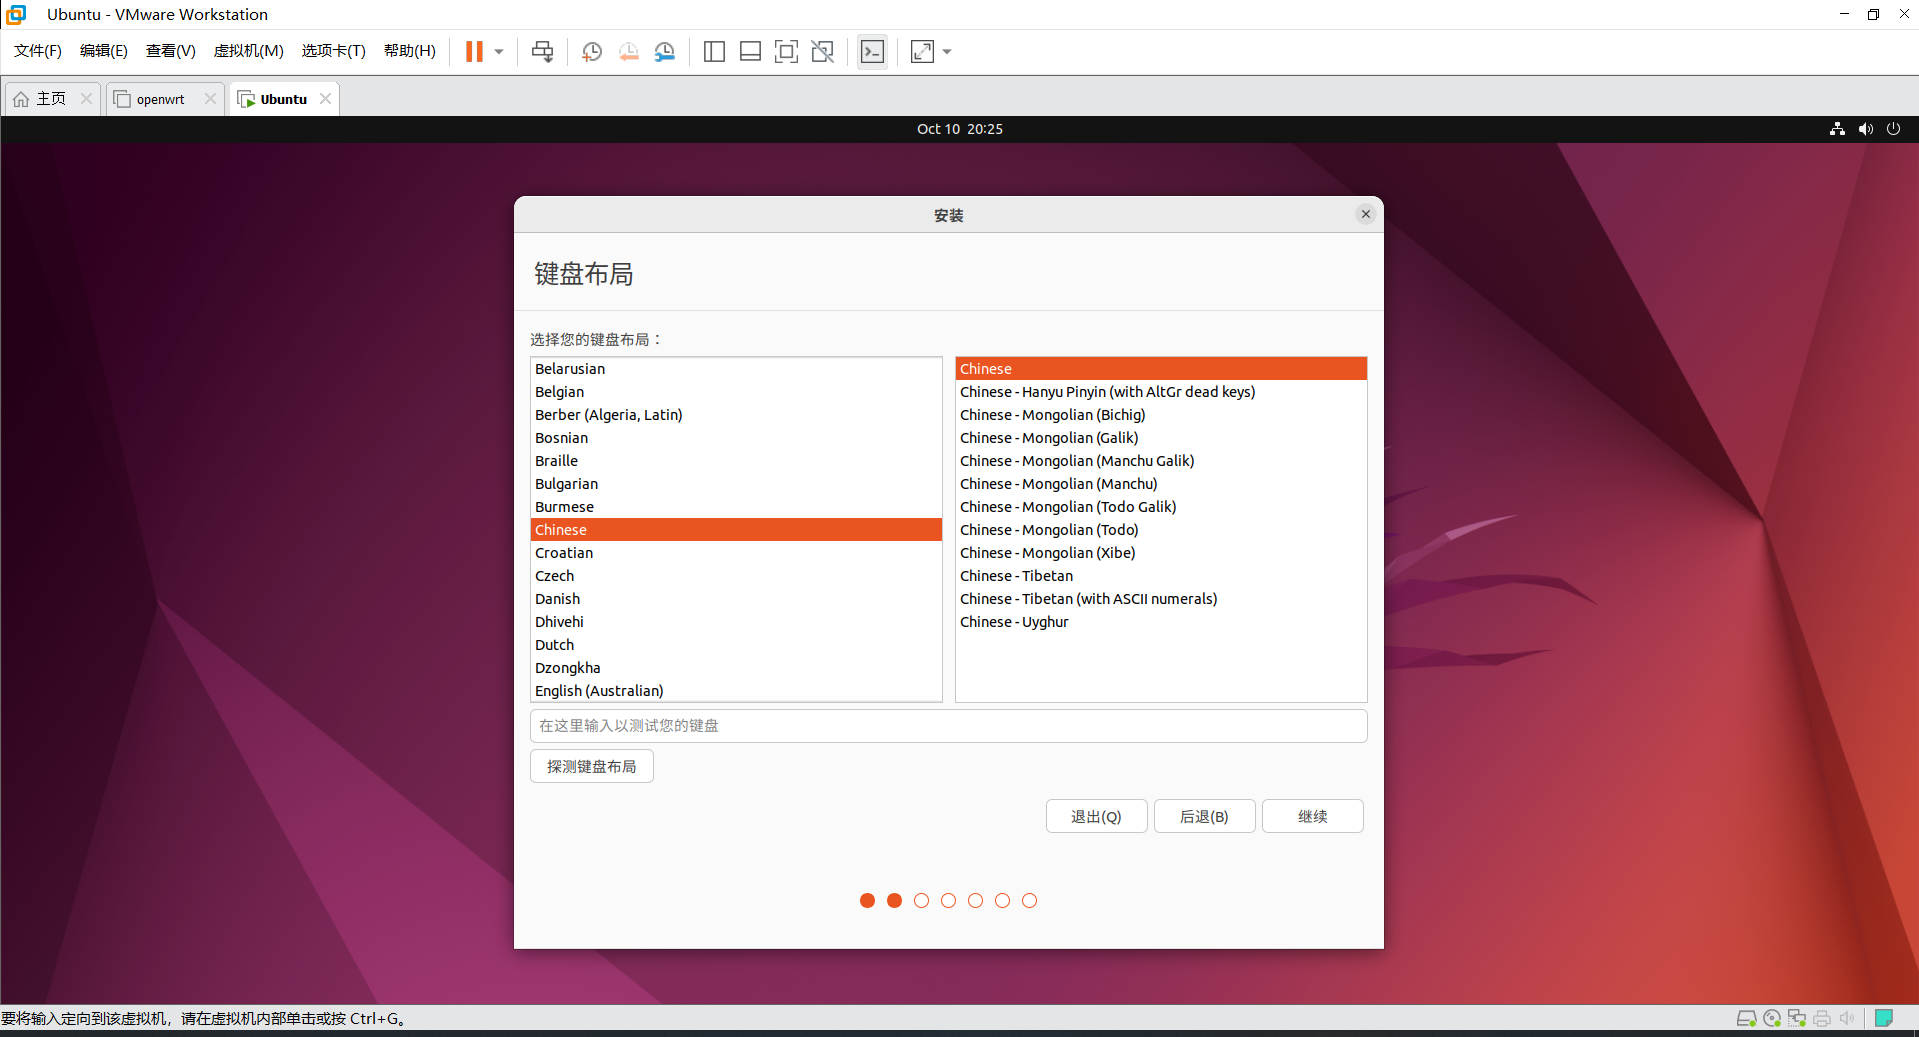 Ubuntu - VMware Workstation
文件(F) 编辑(E) 查看(V) 虚拟机(M) 选项卡(T) 帮助(H)
主页 openwrt Ubuntu
Oct 10 20:25
安装
键盘布局
选择您的键盘布局：
Belarusian
Belgian
Berber (Algeria, Latin)
Bosnian
Braille
Bulgarian
Burmese
Chinese
Croatian
Czech
Danish
Dhivehi
Dutch
Dzongkha
English (Australian)
Chinese
Chinese - Hanyu Pinyin (with AltGr dead keys)
Chinese - Mongolian (Bichig)
Chinese - Mongolian (Galik)
Chinese - Mongolian (Manchu Galik)
Chinese - Mongolian (Manchu)
Chinese - Mongolian (Todo Galik)
Chinese - Mongolian (Todo)
Chinese - Mongolian (Xibe)
Chinese - Tibetan
Chinese - Tibetan (with ASCII numerals)
Chinese - Uyghur
在这里输入以测试您的键盘
探测键盘布局
退出(Q) 后退(B) 继续
要将输入定向到该虚拟机，请在虚拟机内部单击或按 Ctrl+G。